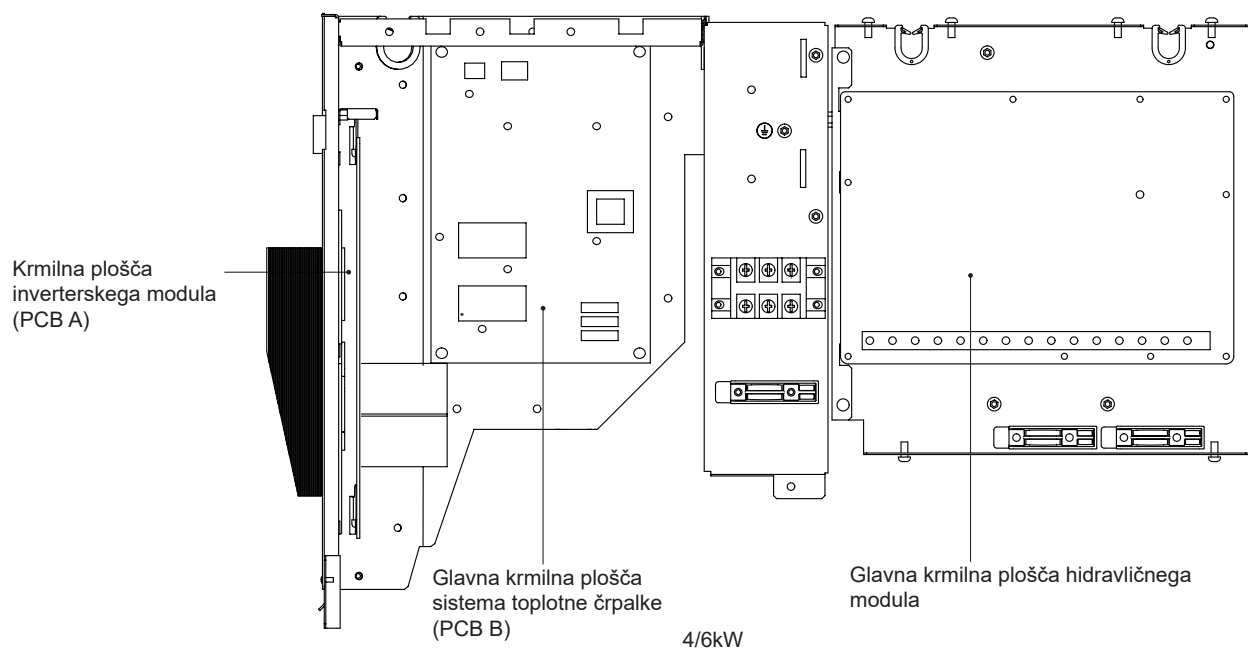 Krmilna plošča
inverterskega modula
(PCB A)
Glavna krmilna plošča
sistema toplotne črpalke
(PCB B)
Glavna krmilna plošča hidravličnega
modula
4/6kW